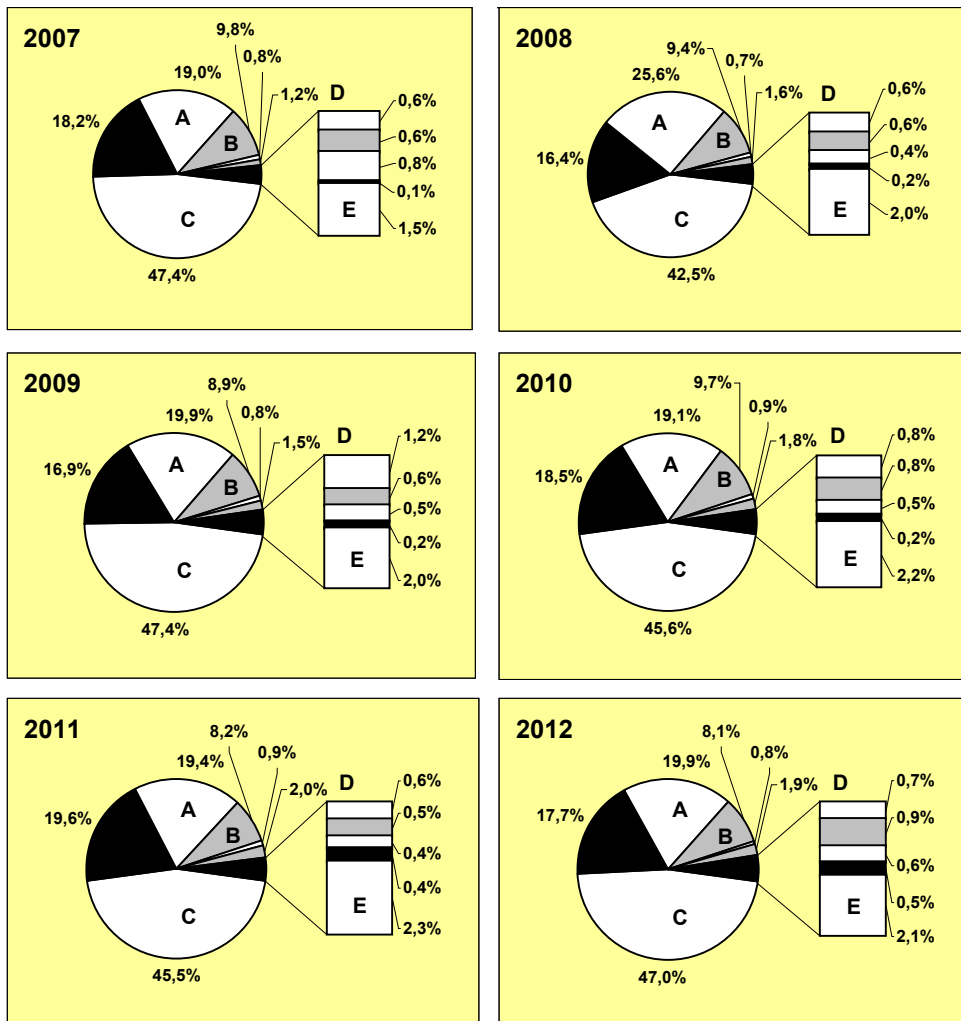 2007
9,8%
0,8%
19,0%
1,2%
D
0,6%
18,2%
A
B
0,6%
0,8%
0,1%
C
E
1,5%
47,4%
2008
9,4%
0,7%
25,6%
1,6%
D
0,6%
A
B
0,6%
16,4%
0,4%
0,2%
C
E
2,0%
42,5%
2009
8,9%
0,8%
19,9%
1,5%
D
1,2%
16,9%
A
B
0,6%
0,5%
0,2%
C
E
2,0%
47,4%
2010
9,7%
0,9%
19,1%
1,8%
D
0,8%
18,5%
A
B
0,8%
0,5%
0,2%
C
E
2,2%
45,6%
2011
8,2%
0,9%
19,4%
2,0%
D
0,6%
19,6%
A
B
0,5%
0,4%
0,4%
C
E
2,3%
45,5%
2012
8,1%
0,8%
19,9%
1,9%
D
0,7%
17,7%
A
B
0,9%
0,6%
0,5%
C
E
2,1%
47,0%